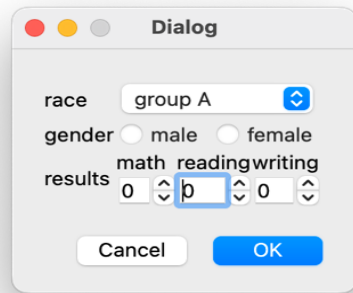 Dialog
race group A
gender male female
math reading writing
results 0 0 0
Cancel OK